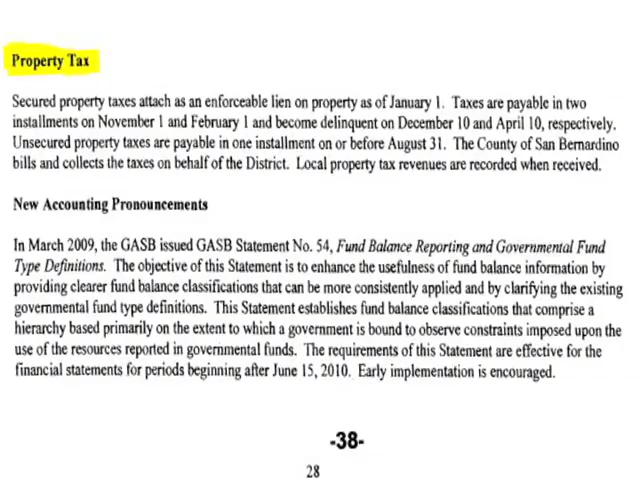 Property Tax
Secured property taxes attach as an enforceable lien on property as of January 1. Taxes are payable in two
installments on November 1 and February 1 and become delinquent on December 10 and April 10, respectively.
Unsecured property taxes are payable in one installment on or before August 31. The County of San Bernardino
bills and collects the taxes on behalf of the District. Local property tax revenues are recorded when received.
New Accounting Pronouncements
In March 2009, the GASB issued GASB Statement No. 54, Fund Balance Reporting and Governmental Fund
Type Definitions. The objective of this Statement is to enhance the usefulness of fund balance information by
providing clearer fund balance classifications that can be more consistently applied and by clarifying the existing
governmental fund type definitions. This Statement establishes fund balance classifications that comprise a
hierarchy based primarily on the extent to which a government is bound to observe constraints imposed upon the
use of the resources reported in governmental funds. The requirements of this Statement are effective for the
financial statements for periods beginning after June 15, 2010. Early implementation is encouraged.
-38-
28